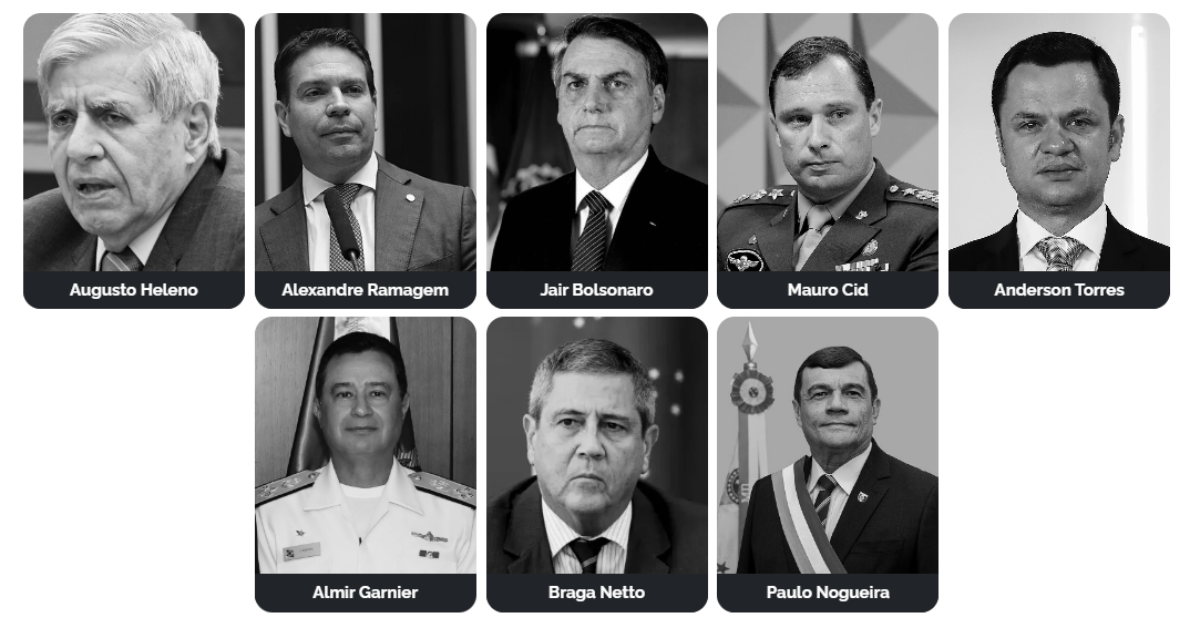 Augusto Heleno
Alexandre Ramagem
Jair Bolsonaro
Mauro Cid
Anderson Torres
Almir Garnier
Braga Netto
Paulo Nogueira